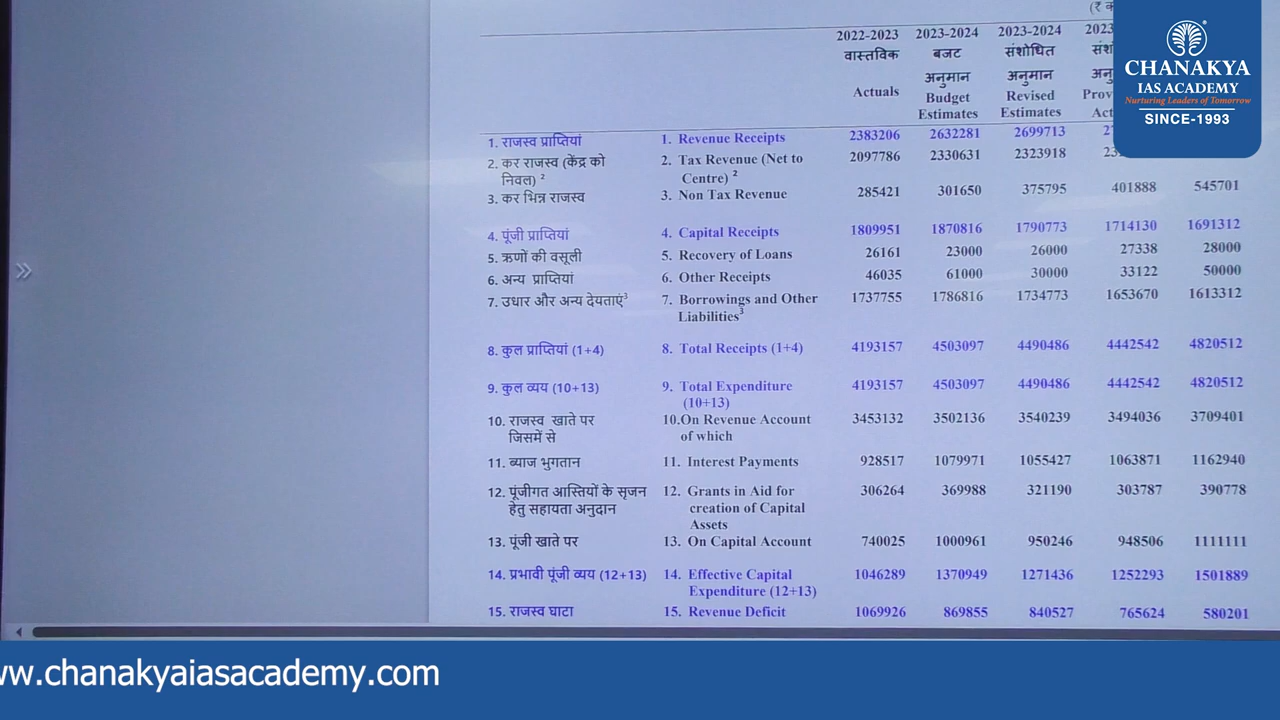 (₹ क
2022-2023 2023-2024 2023-2024 2023
वास्तविक बजट संशोधित संश
अनुमान अनुमान अनु
Actuals Budget Revised Prov
Estimates Estimates Act
CHANAKYA
IAS ACADEMY
Nurturing Leaders of Tomorrow
SINCE-1993
1. राजस्व प्राप्तियां 1. Revenue Receipts 2383206 2632281 2699713 2
2. कर राजस्व (केंद्र को 2. Tax Revenue (Net to 2097786 2330631 2323918 23
निवल) ² Centre) ²
3. कर भिन्न राजस्व 3. Non Tax Revenue 285421 301650 375795 401888 545701
4. पूंजी प्राप्तियां 4. Capital Receipts 1809951 1870816 1790773 1714130 1691312
5. ऋणों की वसूली 5. Recovery of Loans 26161 23000 26000 27338 28000
6. अन्य प्राप्तियां 6. Other Receipts 46035 61000 30000 33122 50000
7. उधार और अन्य देयताएं³ 7. Borrowings and Other 1737755 1786816 1734773 1653670 1613312
Liabilities³
8. कुल प्राप्तियां (1+4) 8. Total Receipts (1+4) 4193157 4503097 4490486 4442542 4820512
9. कुल व्यय (10+13) 9. Total Expenditure 4193157 4503097 4490486 4442542 4820512
(10+13)
10. राजस्व खाते पर 10.On Revenue Account 3453132 3502136 3540239 3494036 3709401
जिसमें से of which
11. ब्याज भुगतान 11. Interest Payments 928517 1079971 1055427 1063871 1162940
12. पूंजीगत आस्तियों के सृजन 12. Grants in Aid for 306264 369988 321190 303787 390778
हेतु सहायता अनुदान creation of Capital
Assets
13. पूंजी खाते पर 13. On Capital Account 740025 1000961 950246 948506 1111111
14. प्रभावी पूंजी व्यय (12+13) 14. Effective Capital 1046289 1370949 1271436 1252293 1501889
Expenditure (12+13)
15. राजस्व घाटा 15. Revenue Deficit 1069926 869855 840527 765624 580201
w.chanakyaiasacademy.com